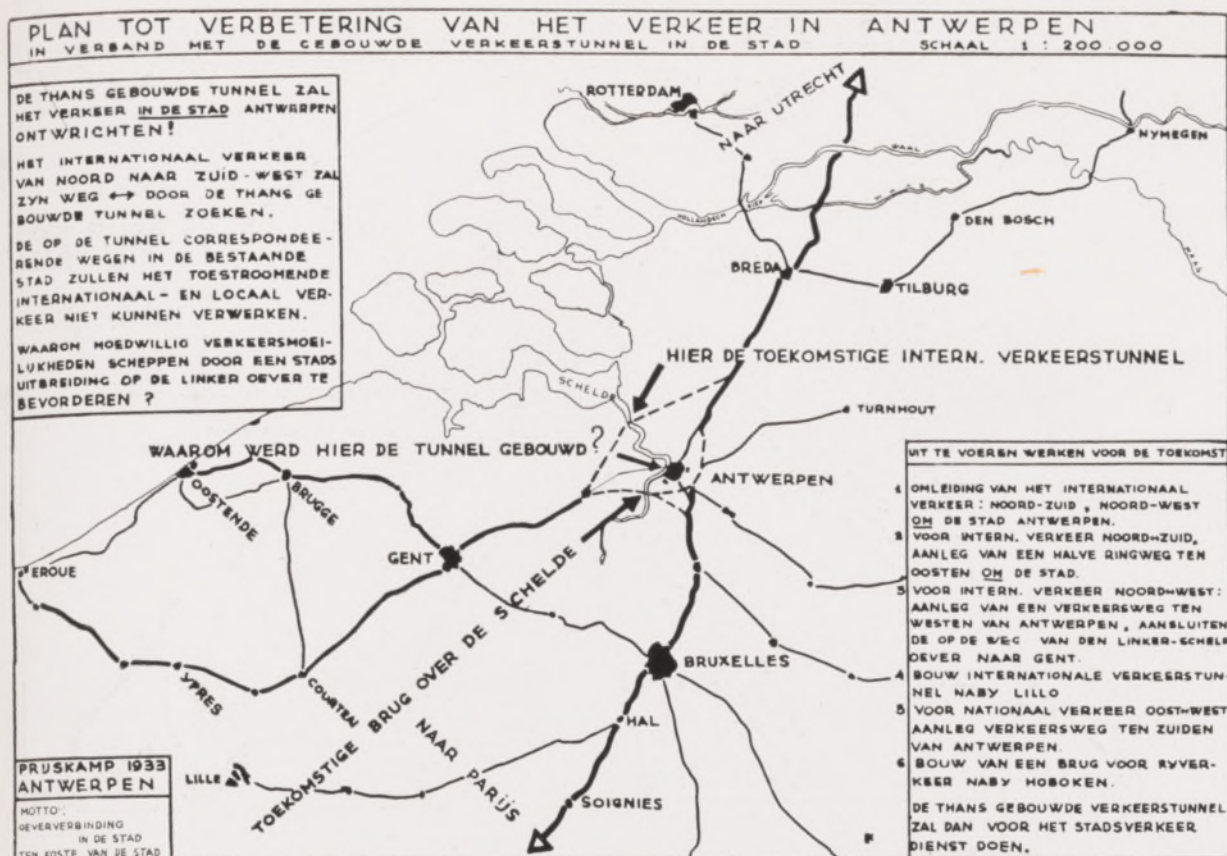 PLAN TOT VERBETERING VAN HET VERKEER IN ANTWERPEN
IN VERBAND MET DE GEBOUWDE VERKEERSTUNNEL IN DE STAD SCHAAL 1 : 200.000
DE THANS GEBOUWDE TUNNEL ZAL
HET VERKEER IN DE STAD ANTWERPEN
ONTWRICHTEN!
HET INTERNATIONAAL VERKEER
VAN NOORD NAAR ZUID-WEST ZAL
ZYN WEG ↔ DOOR DE THANS GE
BOUWDE TUNNEL ZOEKEN.
DE OP DE TUNNEL CORRESPONDEE-
RENDE WEGEN IN DE BESTAANDE
STAD ZULLEN HET TOESTROOMENDE
INTERNATIONAAL- EN LOCAAL VER-
KEER NIET KUNNEN VERWERKEN.
WAAROM MOEDWILLIG VERKEERSMOEI-
LIJKHEDEN SCHEPPEN DOOR EEN STADS
UITBREIDING OP DE LINKER OEVER TE
BEVORDEREN ?
ROTTERDAM
NAAR UTRECHT
NYMEGEN
WAAL
HOLLANDSCH DIEP
DEN BOSCH
MAAS
BREDA
TILBURG
HIER DE TOEKOMSTIGE INTERN. VERKEERSTUNNEL
SCHELDE
TURNHOUT
WAAROM WERD HIER DE TUNNEL GEBOUWD?
ANTWERPEN
OOSTENDE
BRUGGE
GENT
EROUE
YPRES
COURTEN
BRUXELLES
HAL
LILLE
SOIGNIES
TOEKOMSTIGE BRUG OVER DE SCHELDE
NAAR PARIJS
UIT TE VOEREN WERKEN VOOR DE TOEKOMST
1 OMLEIDING VAN HET INTERNATIONAAL
VERKEER: NOORD-ZUID, NOORD-WEST
OM DE STAD ANTWERPEN.
2 VOOR INTERN. VERKEER NOORD-ZUID,
AANLEG VAN EEN HALVE RINGWEG TEN
OOSTEN OM DE STAD.
3 VOOR INTERN. VERKEER NOORD-WEST:
AANLEG VAN EEN VERKEERSWEG TEN
WESTEN VAN ANTWERPEN, AANSLUITEN
DE OP DE WEG VAN DEN LINKER-SCHELD
OEVER NAAR GENT.
4 BOUW INTERNATIONALE VERKEERSTUN-
NEL NABY LILLO
5 VOOR NATIONAAL VERKEER OOST-WEST
AANLEG VERKEERSWEG TEN ZUIDEN
VAN ANTWERPEN.
6 BOUW VAN EEN BRUG VOOR RYVER-
KEER NABY HOBOKEN.
DE THANS GEBOUWDE VERKEERSTUNNEL
ZAL DAN VOOR HET STADSVERKEER
DIENST DOEN.
PRIJSKAMP 1933
ANTWERPEN
MOTTO:
OEVERVERBINDING
IN DE STAD
TEN KOSTE VAN DE STAD